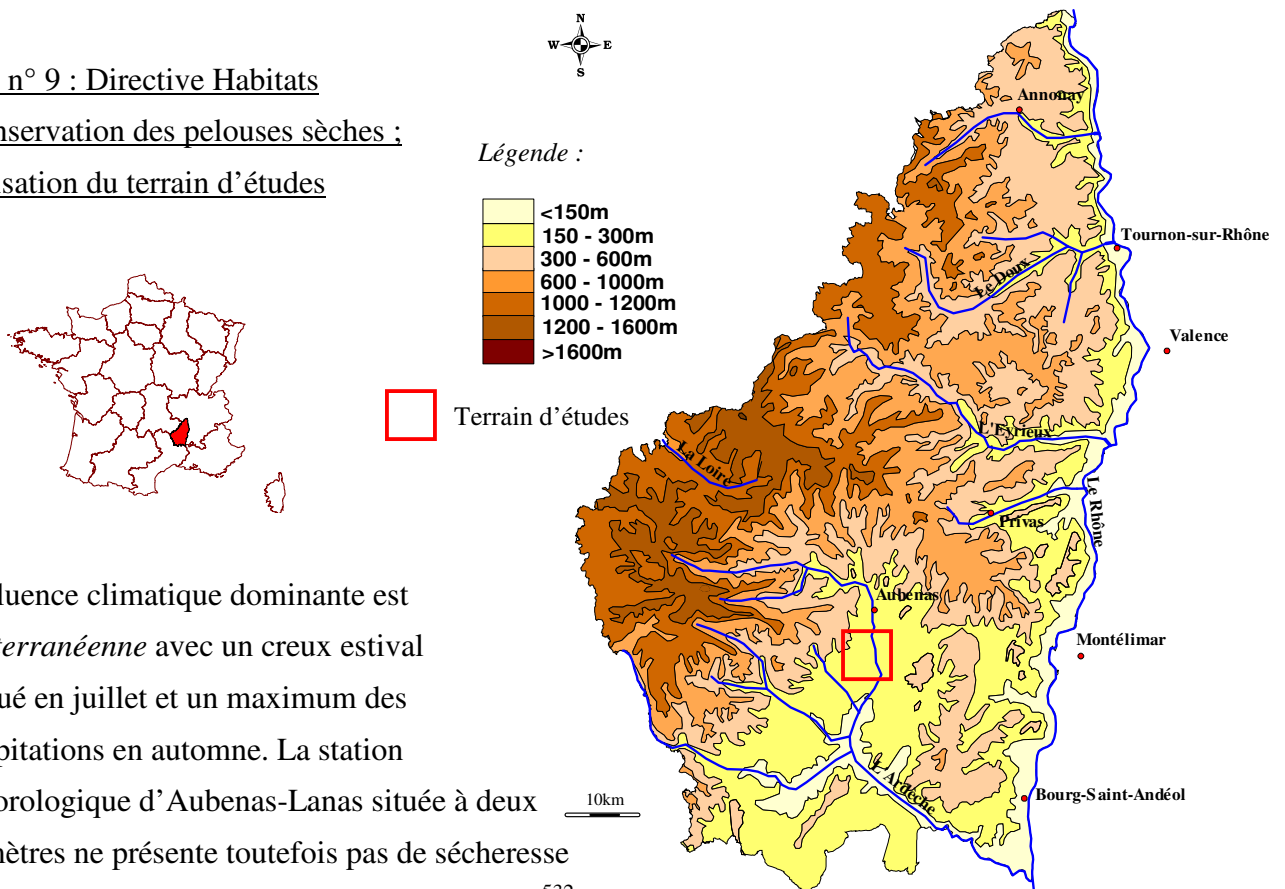 n° 9 : Directive Habitats
nservation des pelouses sèches ;
sation du terrain d'études
N
W E
S
Légende :
<150m
150 - 300m
300 - 600m
600 - 1000m
1000 - 1200m
1200 - 1600m
>1600m
Terrain d'études
Annonay
Tournon-sur-Rhône
Le Doux
Valence
L'Eyrieux
La Loire
Le Rhône
Privas
Aubenas
Montélimar
L'Ardèche
Bourg-Saint-Andéol
10km
luence climatique dominante est
terranéenne avec un creux estival
ué en juillet et un maximum des
pitations en automne. La station
orologique d'Aubenas-Lanas située à deux
mètres ne présente toutefois pas de sécheresse
532